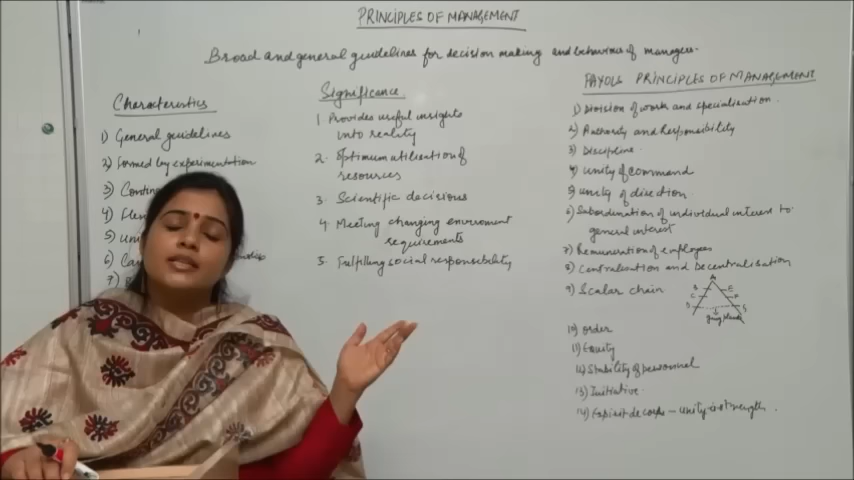 PRINCIPLES OF MANAGEMENT
Broad and general guidelines for decision making and behaviour of managers.
Characteristics
1) General guidelines
2) Formed by experimentation
3)
4)
5)
6)
7)
Significance
1 Provides useful insights
into reality
2. Optimum utilisation of
resources
3. Scientific decisions
4. Meeting changing environment
requirements
5. Fulfilling social responsibility
FAYOLS PRINCIPLES OF MANAGEMENT
1) Division of work and specialisation
2) Authority and Responsibility
3) Discipline
4) Unity of command
5) Unity of direction
6) Subordination of individual interest to
general interest
7) Remuneration of employees
8) Centralisation and Decentralisation
9) Scalar chain
A
B E
C F
D G
gang plank
10) Order
11) Equity
12) Stability of personnel
13) Initiative
14) Espirit de corps - unity is strength